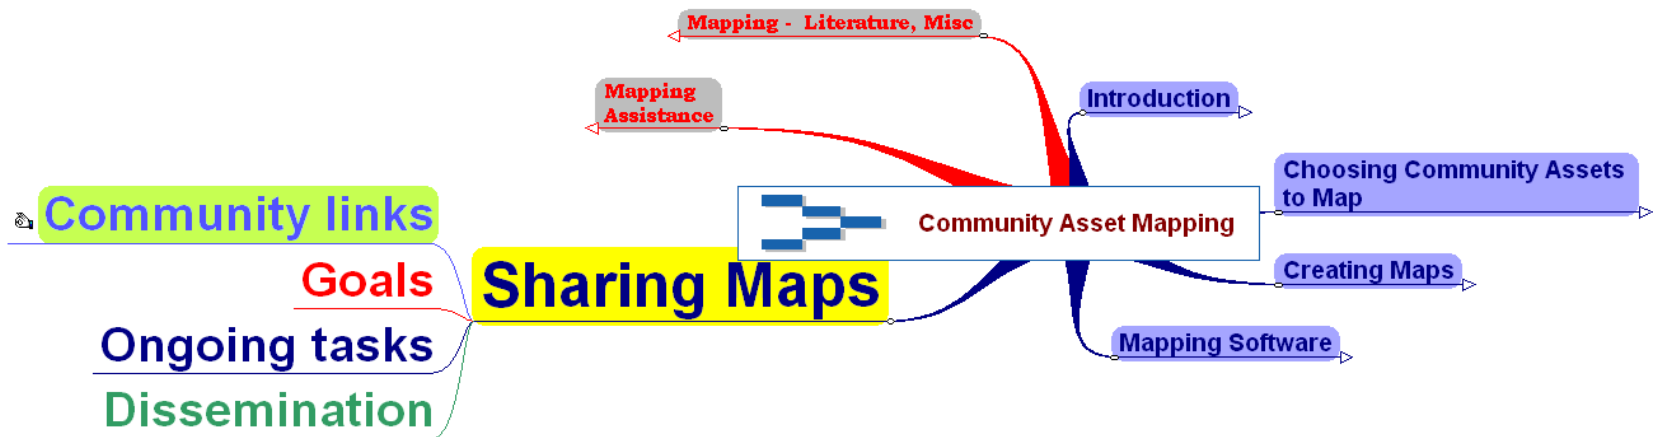 Mapping -  Literature, Misc
Mapping
Assistance
Introduction
Choosing Community Assets
to Map
Community Asset Mapping
Community links
Goals
Sharing Maps
Creating Maps
Ongoing tasks
Mapping Software
Dissemination